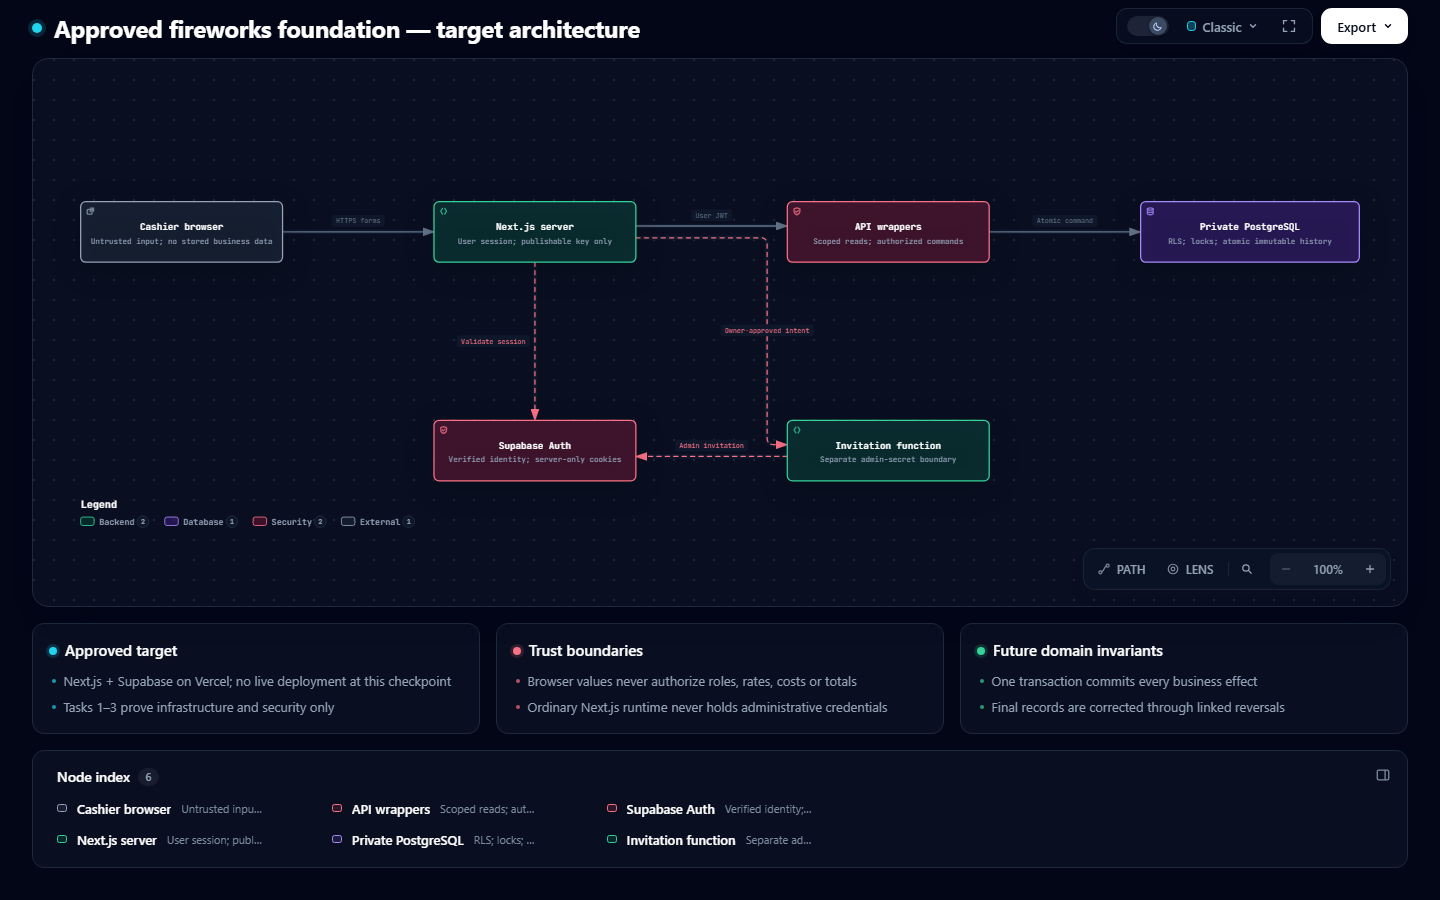 Approved fireworks foundation — target architecture
Classic
Export
Cashier browser
Untrusted input; no stored business data
HTTPS forms
Next.js server
User session; publishable key only
User JWT
API wrappers
Scoped reads; authorized commands
Atomic command
Private PostgreSQL
RLS; locks; atomic immutable history
Validate session
Owner-approved intent
Supabase Auth
Verified identity; server-only cookies
Admin invitation
Invitation function
Separate admin-secret boundary
Legend
Backend 2
Database 1
Security 2
External 1
PATH
LENS
100%
Approved target
Next.js + Supabase on Vercel; no live deployment at this checkpoint
Tasks 1–3 prove infrastructure and security only
Trust boundaries
Browser values never authorize roles, rates, costs or totals
Ordinary Next.js runtime never holds administrative credentials
Future domain invariants
One transaction commits every business effect
Final records are corrected through linked reversals
Node index 6
Cashier browser Untrusted inpu...
API wrappers Scoped reads; aut...
Supabase Auth Verified identity;...
Next.js server User session; publ...
Private PostgreSQL RLS; locks; ...
Invitation function Separate ad...